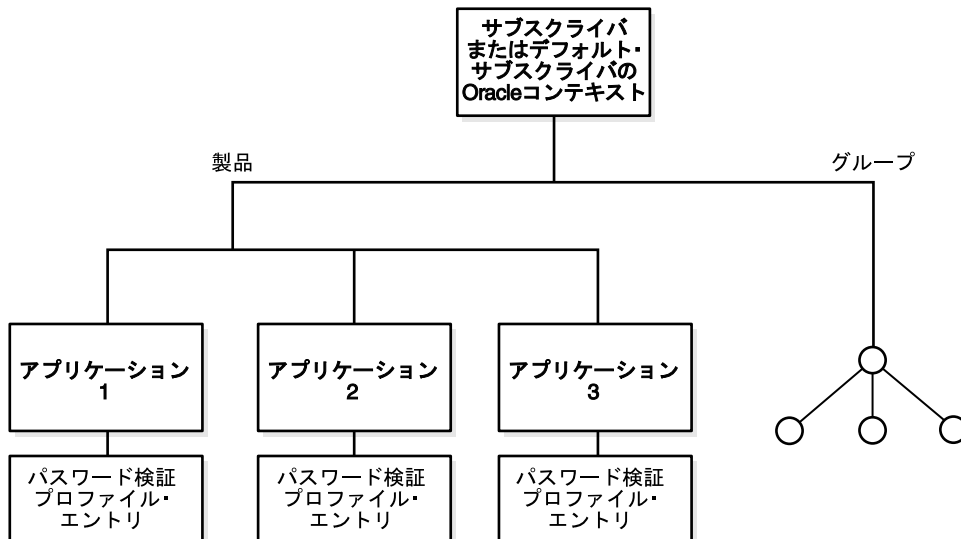 サブスクライバ
またはデフォルト・
サブスクライバの
Oracleコンテキスト
製品
グループ
アプリケーション
1
アプリケーション
2
アプリケーション
3
パスワード検証
プロファイル・
エントリ
パスワード検証
プロファイル・
エントリ
パスワード検証
プロファイル・
エントリ